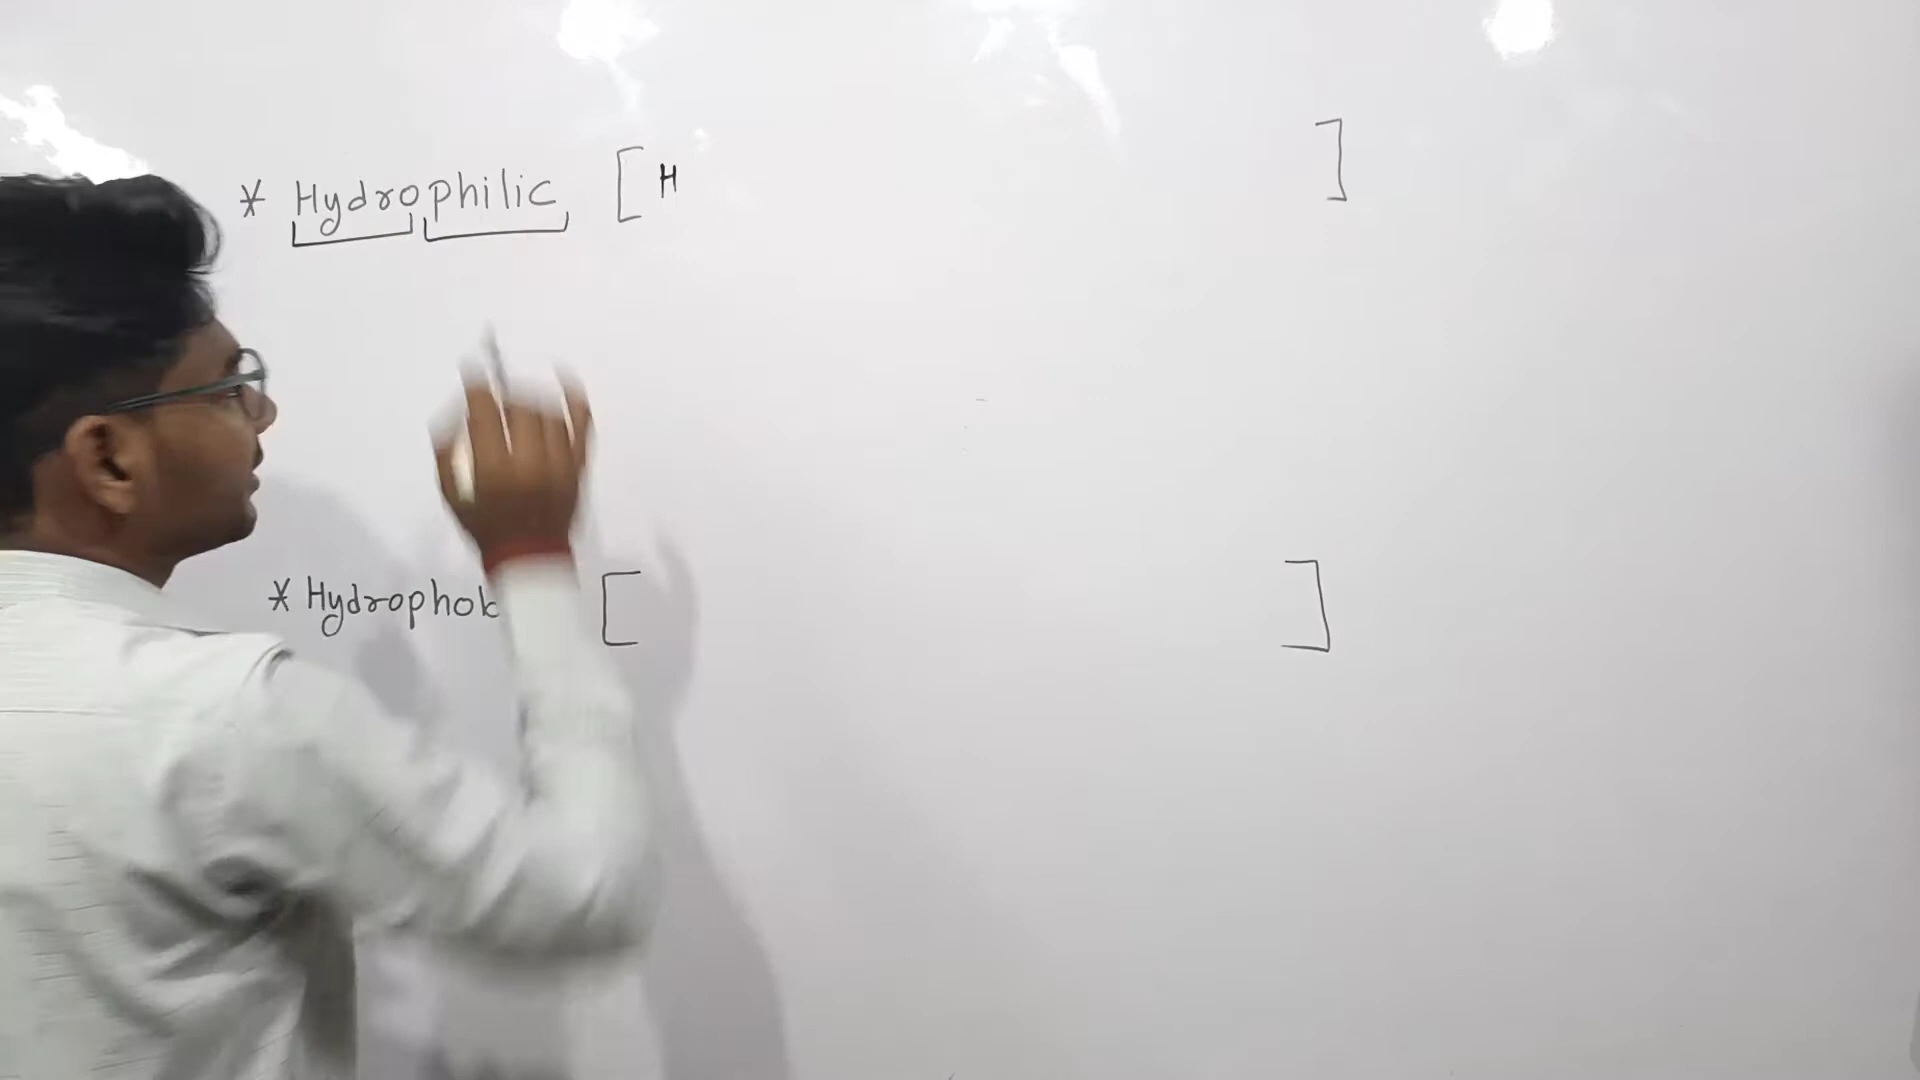 * Hydrophilic [ H ]
* Hydrophob [ ]